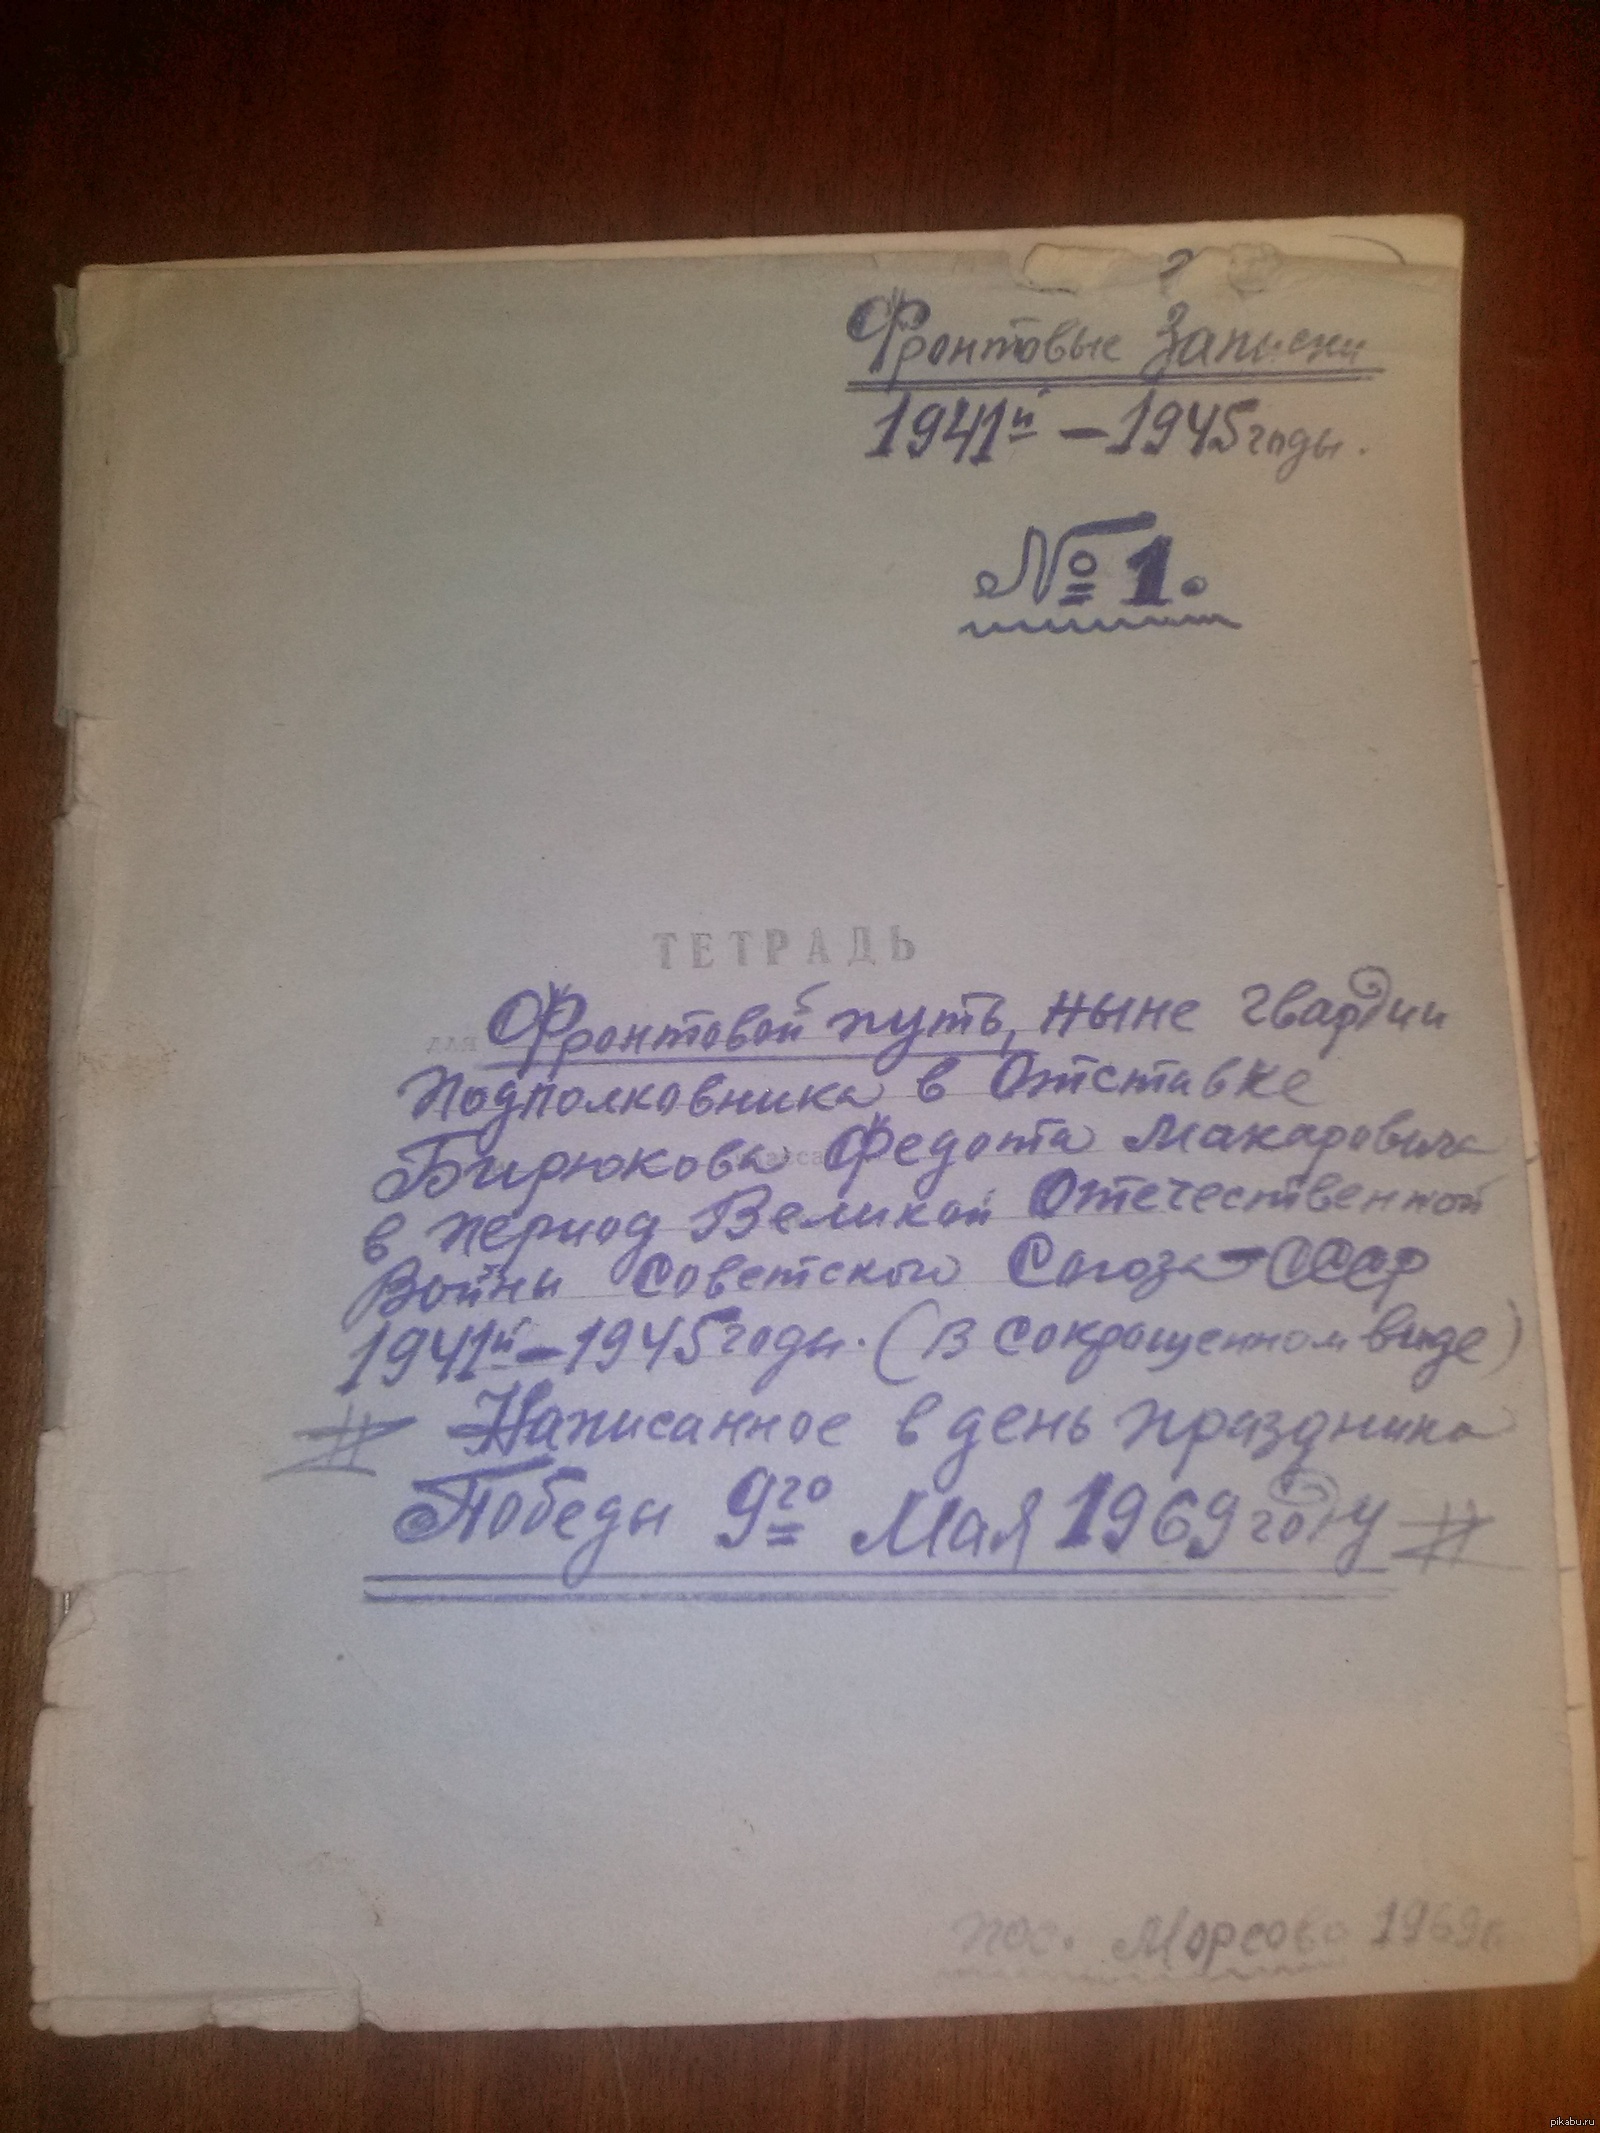 ?
Фронтовые Записки
1941й – 1945 годы.
№ 1.
ТЕТРАДЬ
для
Фронтовой путь, ныне Гвардии
Подполковника в Отставке
Бирюкова Федота Макаровича
в период Великой Отечественной
Войны Советского Союза – СССР
1941й – 1945 годы. (В сокращенном виде)
# Написанное в день праздника
Победы 9го Мая 1969 году #
пос. Морсово 1969г.
pikabu.ru